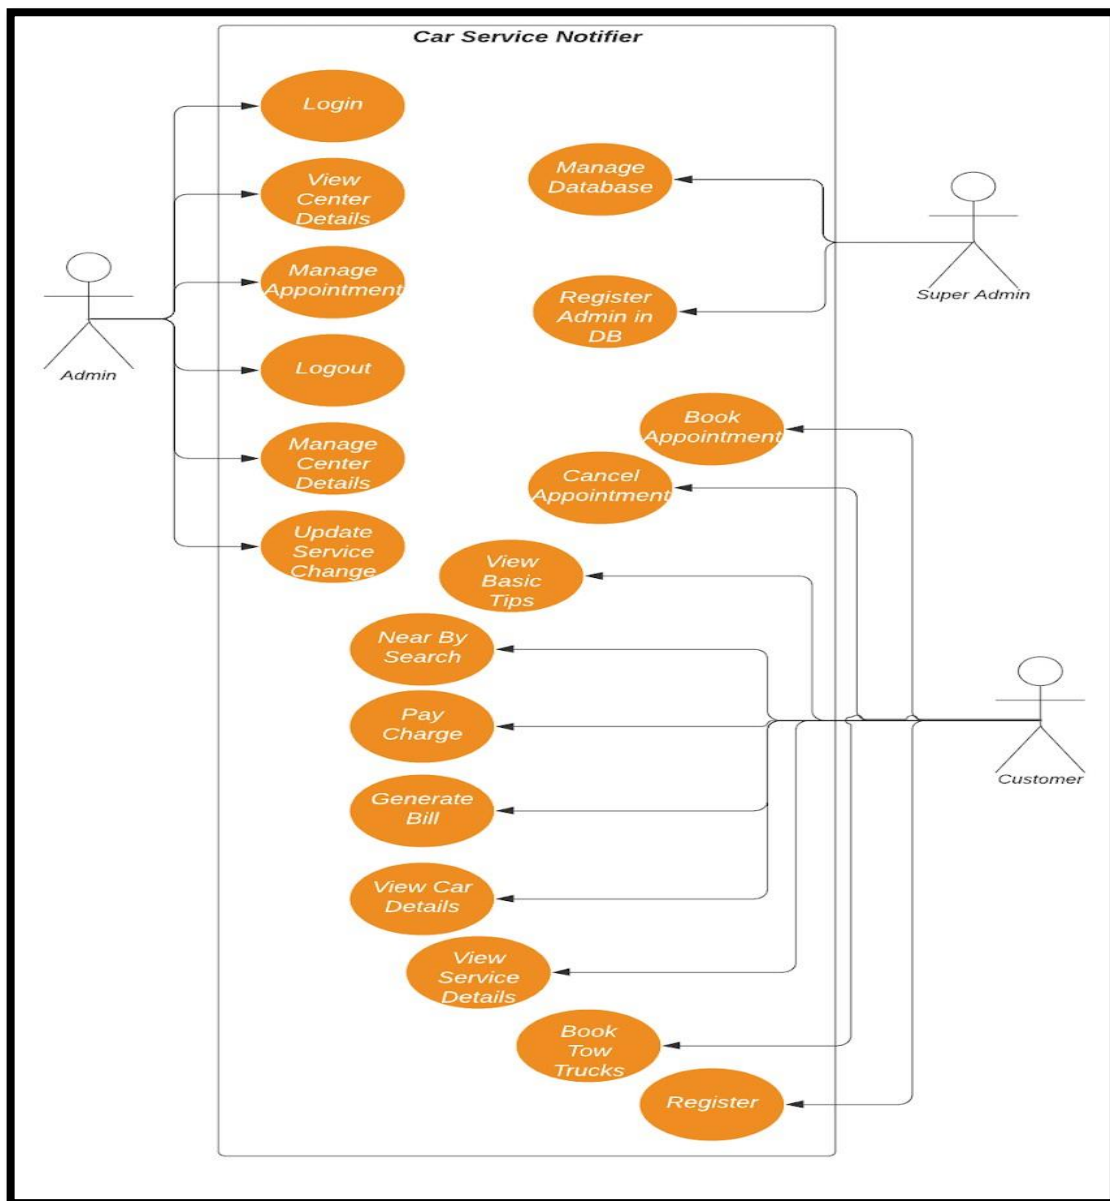 Car Service Notifier
Login
View
Center
Details
Manage
Appointment
Logout
Manage
Center
Details
Update
Service
Change
Admin
Manage
Database
Register
Admin in
DB
Super Admin
Book
Appointment
Cancel
Appointment
View
Basic
Tips
Near By
Search
Pay
Charge
Generate
Bill
View Car
Details
View
Service
Details
Book
Tow
Trucks
Register
Customer